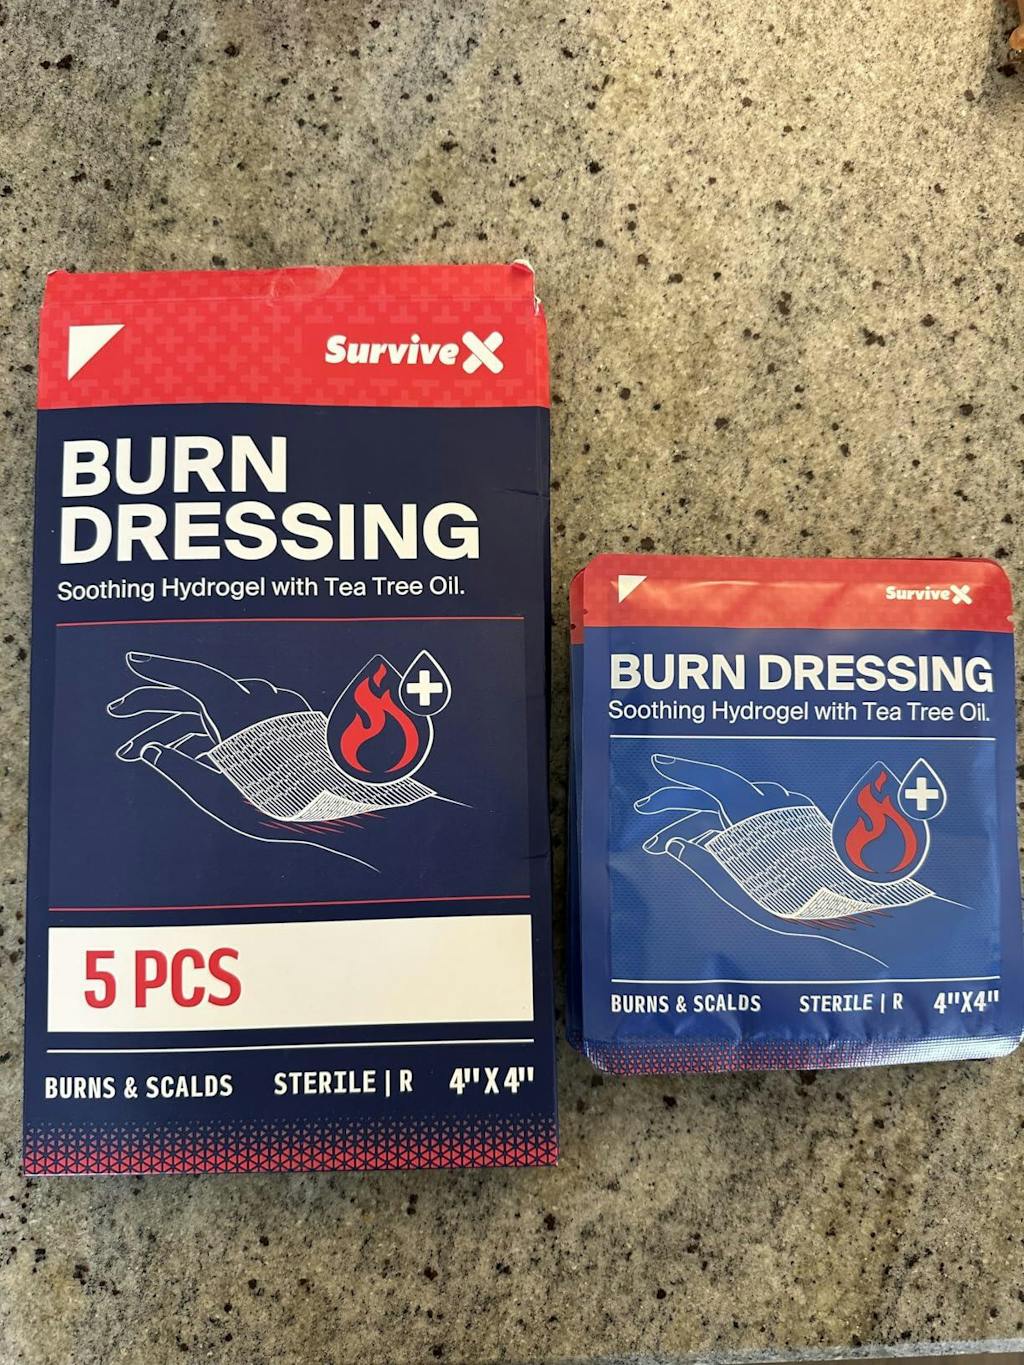 SurviveX
BURN
DRESSING
Soothing Hydrogel with Tea Tree Oil.
5 PCS
BURNS & SCALDS STERILE | R 4"X4"
SurviveX
BURN DRESSING
Soothing Hydrogel with Tea Tree Oil.
BURNS & SCALDS STERILE | R 4"X4"